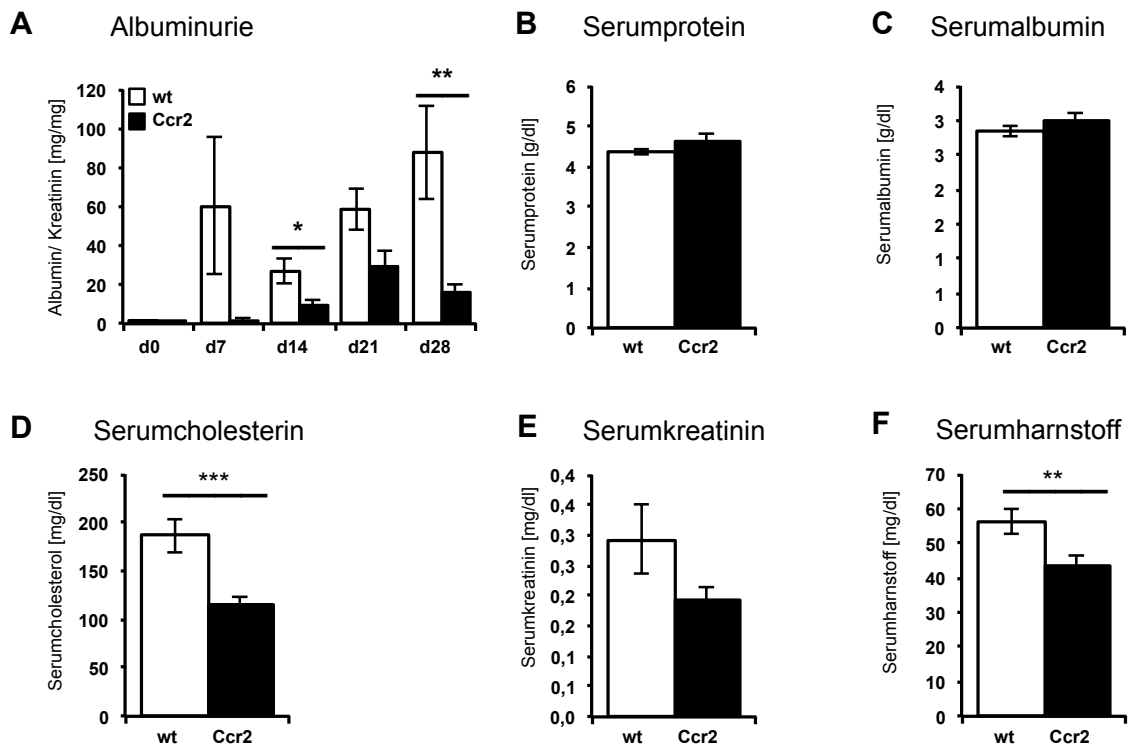 A Albuminurie
Albumin/ Kreatinin [mg/mg]
120
100
80
60
40
20
0
wt
Ccr2
*
**
d0 d7 d14 d21 d28
B Serumprotein
Serumprotein [g/dl]
6
5
4
3
2
1
0
wt Ccr2
C Serumalbumin
Serumalbumin [g/dl]
4
3
3
2
2
1
1
0
wt Ccr2
D Serumcholesterin
Serumcholesterol [mg/dl]
250
200
150
100
50
0
***
wt Ccr2
E Serumkreatinin
Serumkreatinin [mg/dl]
0,4
0,4
0,3
0,3
0,2
0,2
0,1
0,1
0,0
wt Ccr2
F Serumharnstoff
Serumharnstoff [mg/dl]
70
60
50
40
30
20
10
0
**
wt Ccr2